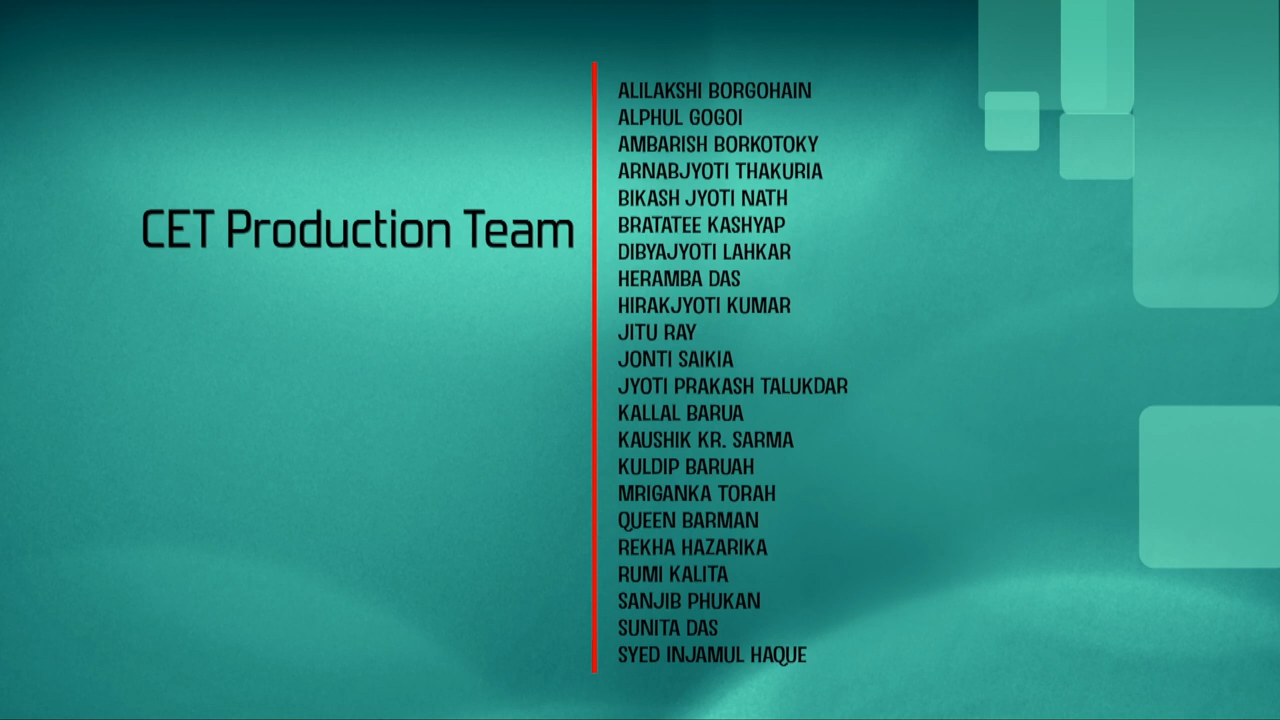 CET Production Team
ALILAKSHI BORGOHAIN
ALPHUL GOGOI
AMBARISH BORKOTOKY
ARNABJYOTI THAKURIA
BIKASH JYOTI NATH
BRATATEE KASHYAP
DIBYAJYOTI LAHKAR
HERAMBA DAS
HIRAKJYOTI KUMAR
JITU RAY
JONTI SAIKIA
JYOTI PRAKASH TALUKDAR
KALLAL BARUA
KAUSHIK KR. SARMA
KULDIP BARUAH
MRIGANKA TORAH
QUEEN BARMAN
REKHA HAZARIKA
RUMI KALITA
SANJIB PHUKAN
SUNITA DAS
SYED INJAMUL HAQUE